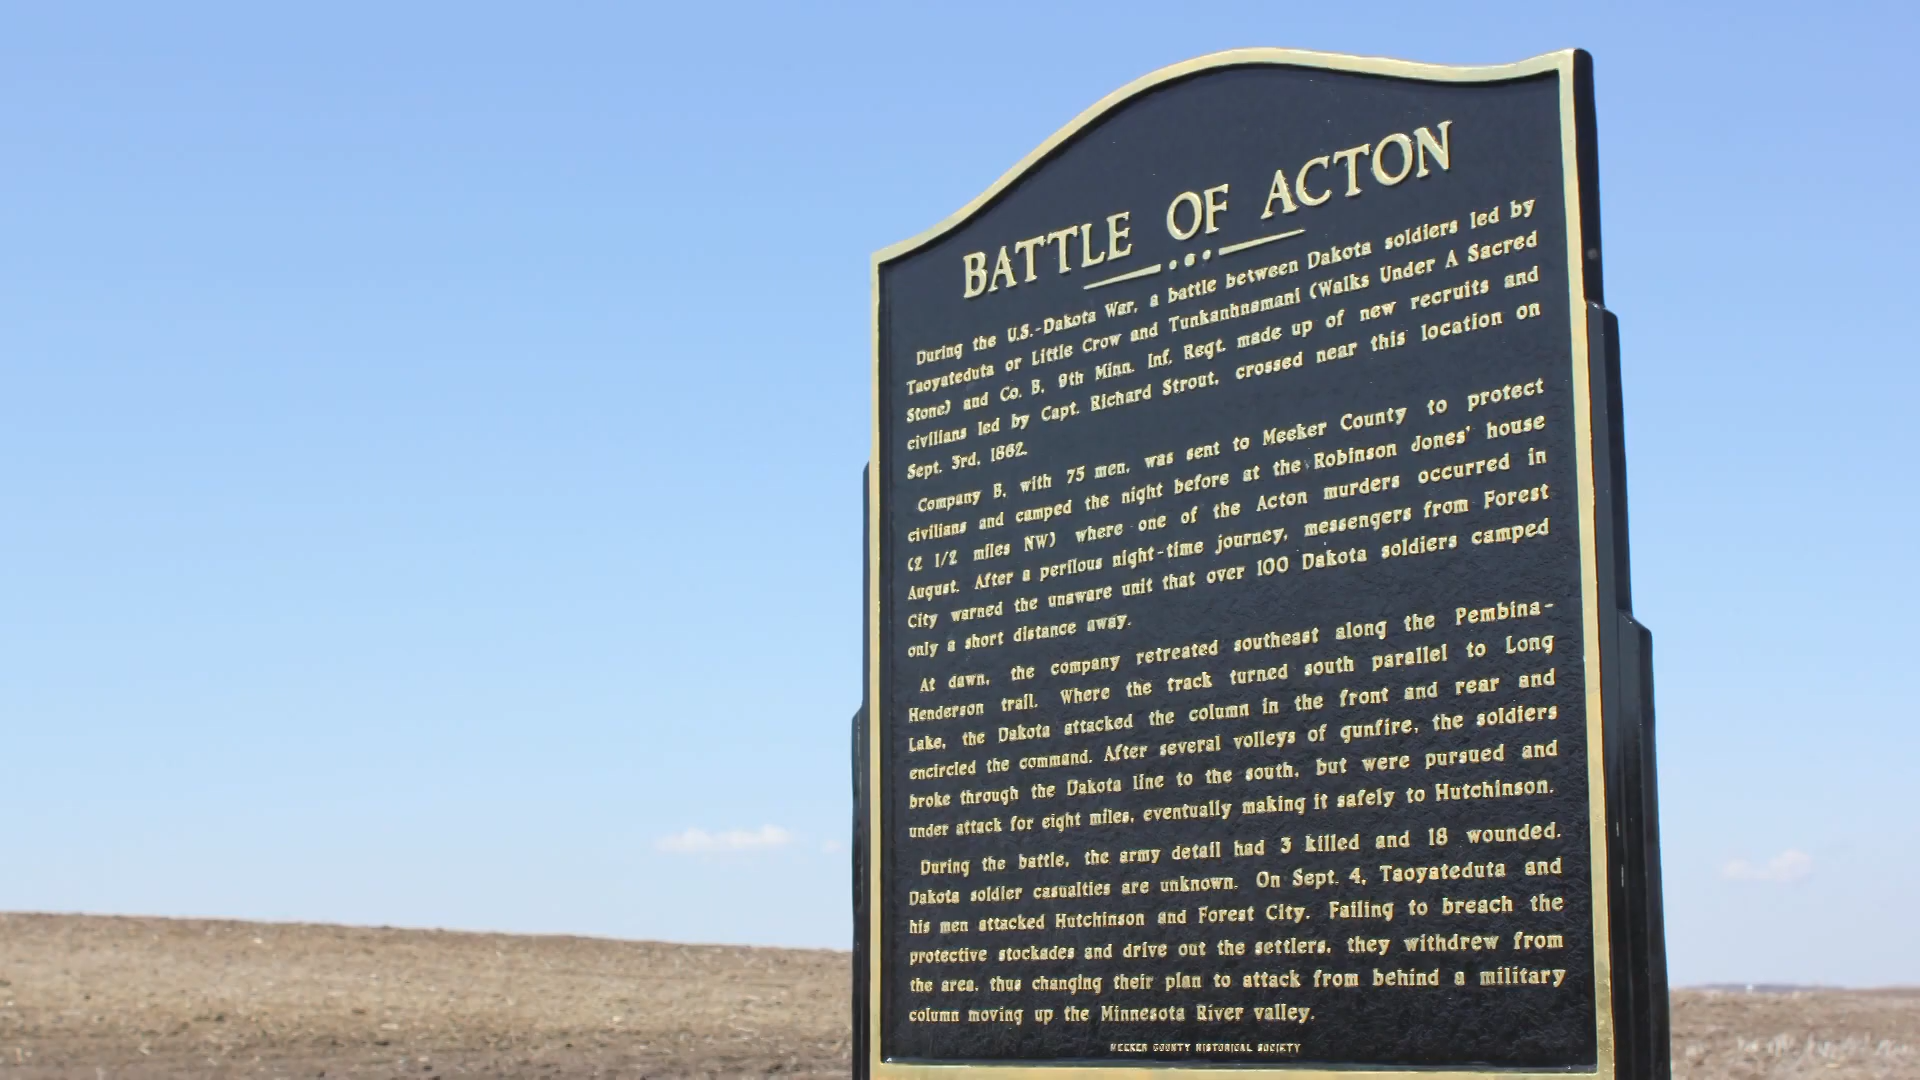 BATTLE OF ACTON
During the U.S.-Dakota War, a battle between Dakota soldiers led by
Taoyateduta or Little Crow and Tunkanhnamani (Walks Under A Sacred
Stone) and Co. B, 9th Minn. Inf. Regt. made up of new recruits and
civilians led by Capt. Richard Strout, crossed near this location on
Sept. 3rd, 1862.
Company B, with 75 men, was sent to Meeker County to protect
civilians and camped the night before at the Robinson Jones' house
(2 1/2 miles NW) where one of the Acton murders occurred in
August. After a perilous night-time journey, messengers from Forest
City warned the unaware unit that over 100 Dakota soldiers camped
only a short distance away.
At dawn, the company retreated southeast along the Pembina-
Henderson trail. Where the track turned south parallel to Long
Lake, the Dakota attacked the column in the front and rear and
encircled the command. After several volleys of gunfire, the soldiers
broke through the Dakota line to the south, but were pursued and
under attack for eight miles, eventually making it safely to Hutchinson.
During the battle, the army detail had 3 killed and 18 wounded.
Dakota soldier casualties are unknown. On Sept. 4, Taoyateduta and
his men attacked Hutchinson and Forest City. Failing to breach the
protective stockades and drive out the settlers, they withdrew from
the area, thus changing their plan to attack from behind a military
column moving up the Minnesota River valley.
MEEKER COUNTY HISTORICAL SOCIETY